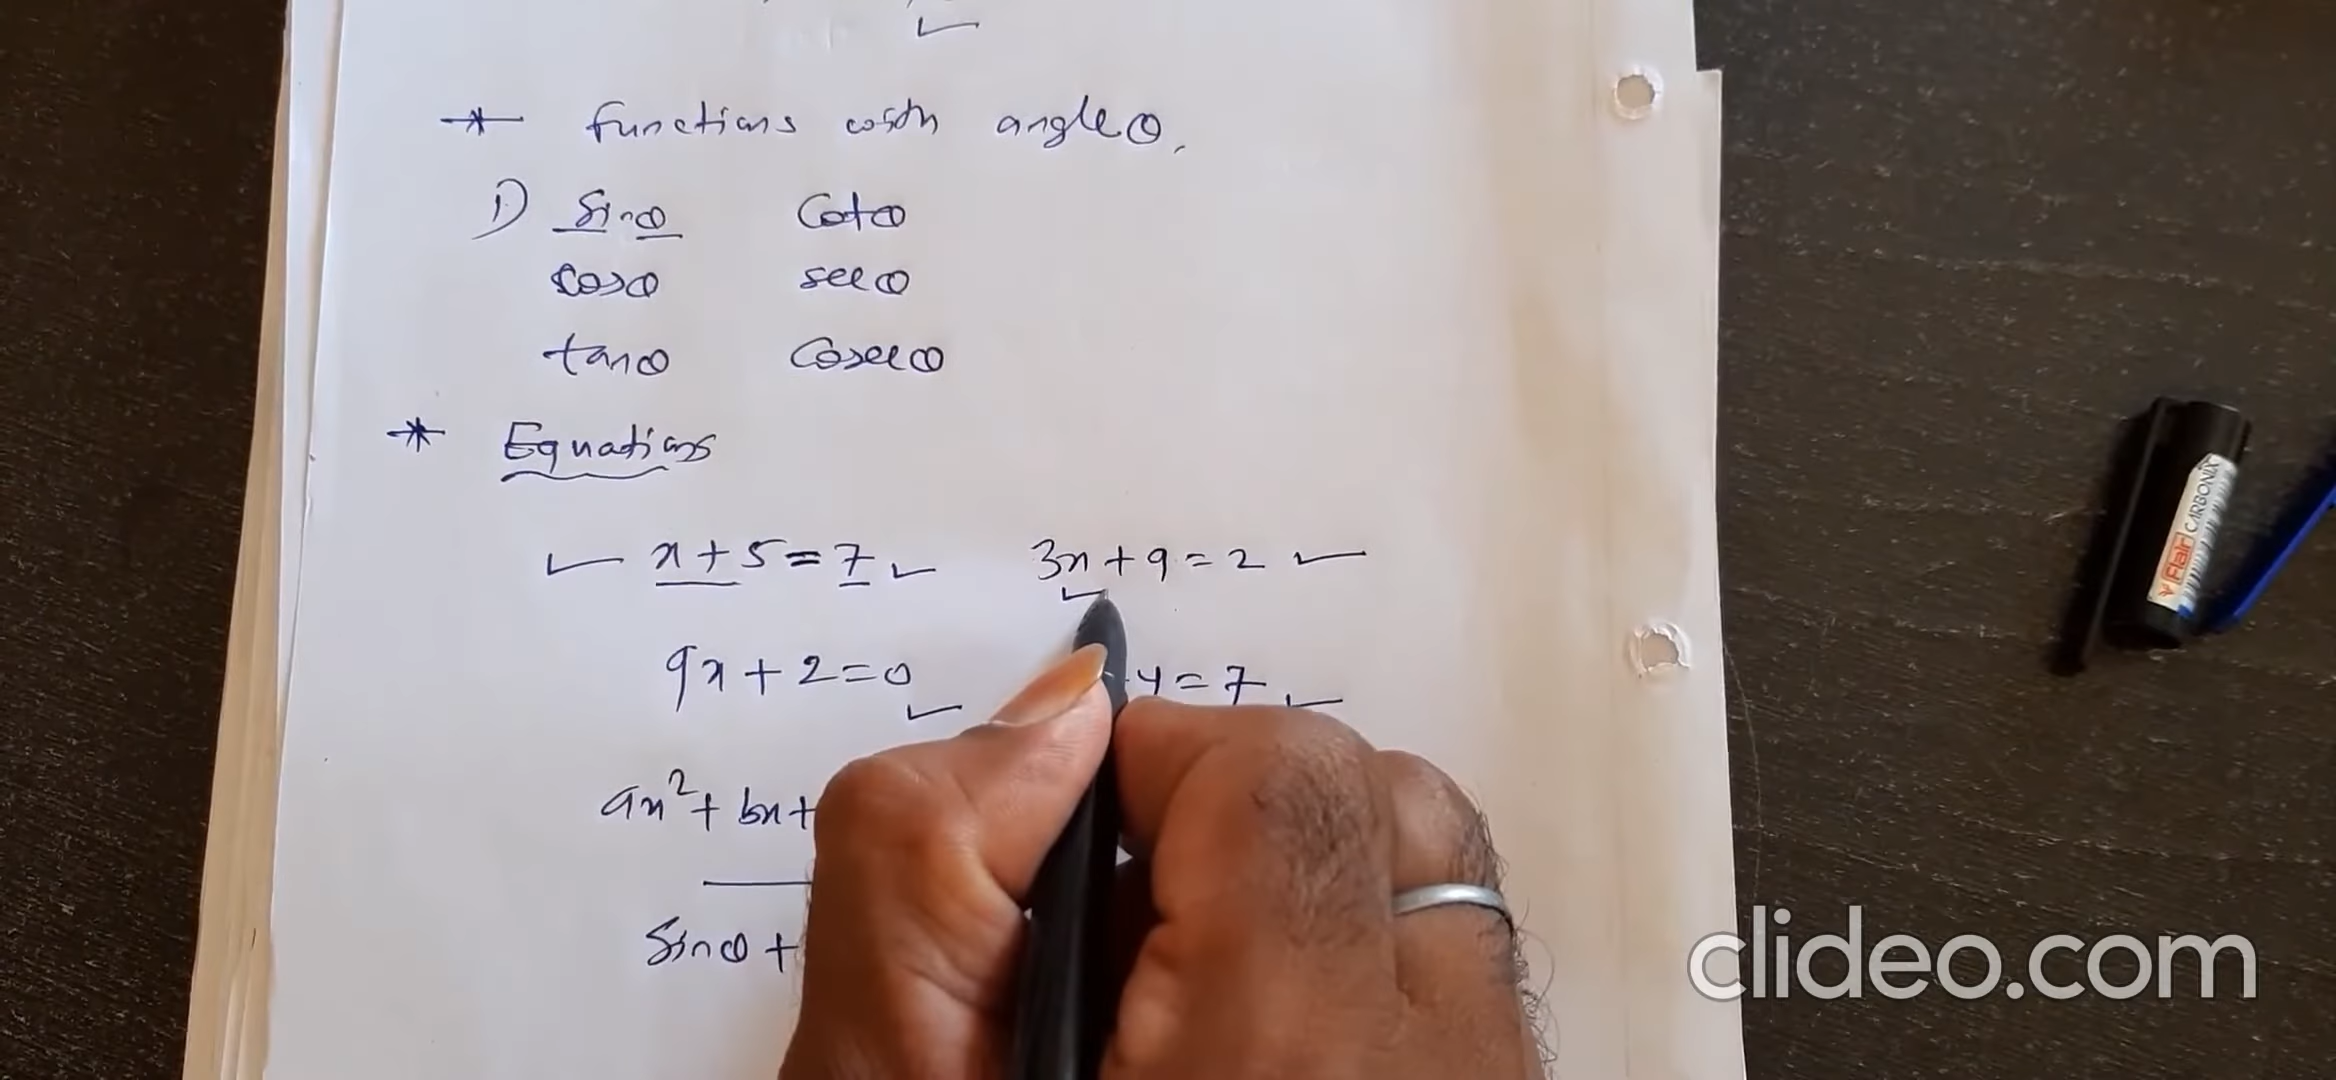 * Functions with angle θ,
1) Sinθ Cotθ
cosθ secθ
tanθ Cosecθ
* Equations
x + 5 = 7 3x + 9 = 2
9x + 2 = 0 y = 7
ax² + bx +
Sinθ +
Flair CARBONIX
clideo.com